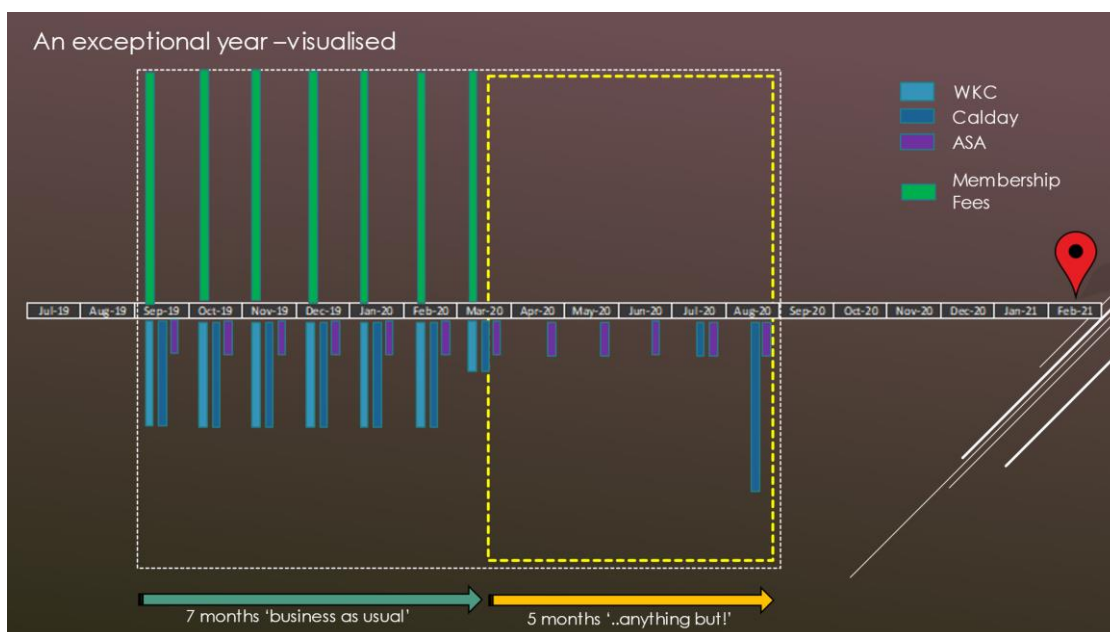 An exceptional year –visualised
WKC
Calday
ASA
Membership
Fees
Jul-19 Aug-19 Sep-19 Oct-19 Nov-19 Dec-19 Jan-20 Feb-20 Mar-20 Apr-20 May-20 Jun-20 Jul-20 Aug-20 Sep-20 Oct-20 Nov-20 Dec-20 Jan-21 Feb-21
7 months ‘business as usual’ 5 months ‘..anything but!’